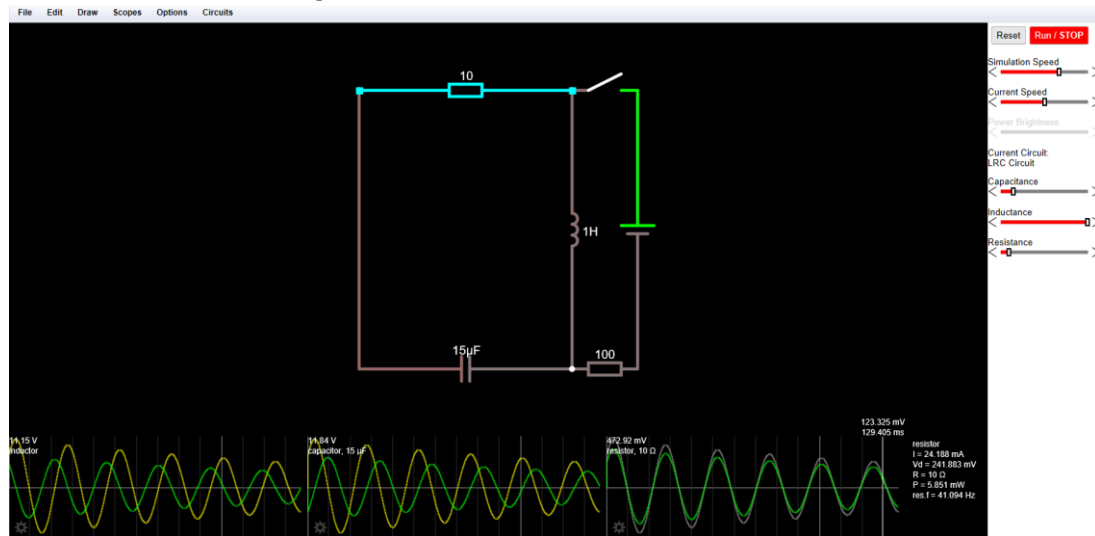 File Edit Draw Scopes Options Circuits
Reset Run / STOP
Simulation Speed
Current Speed
Power Brightness
Current Circuit:
LRC Circuit
Capacitance
Inductance
Resistance
10
1H
15µF
100
11.15 V
inductor
11.84 V
capacitor, 15 µF
472.92 mV
resistor, 10 Ω
123.325 mV
129.405 ms
resistor
I = 24.188 mA
Vd = 241.883 mV
R = 10 Ω
P = 5.851 mW
res.f = 41.094 Hz